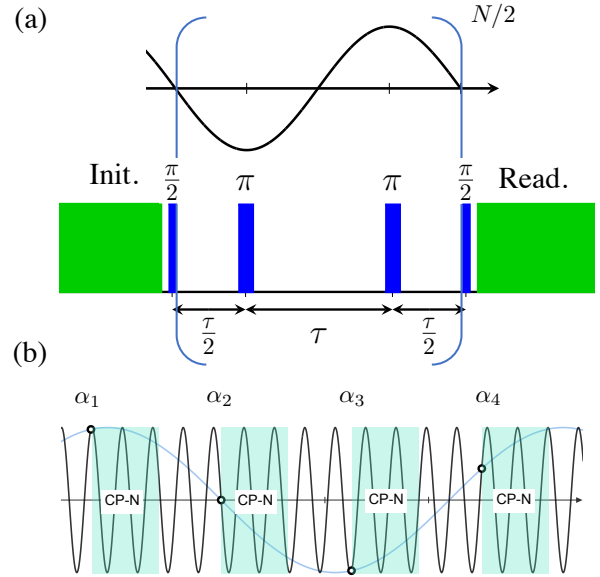 (a)
N/2
Init. π/2 π π π/2 Read.
τ/2 τ τ/2
(b)
α1 α2 α3 α4
CP-N CP-N CP-N CP-N